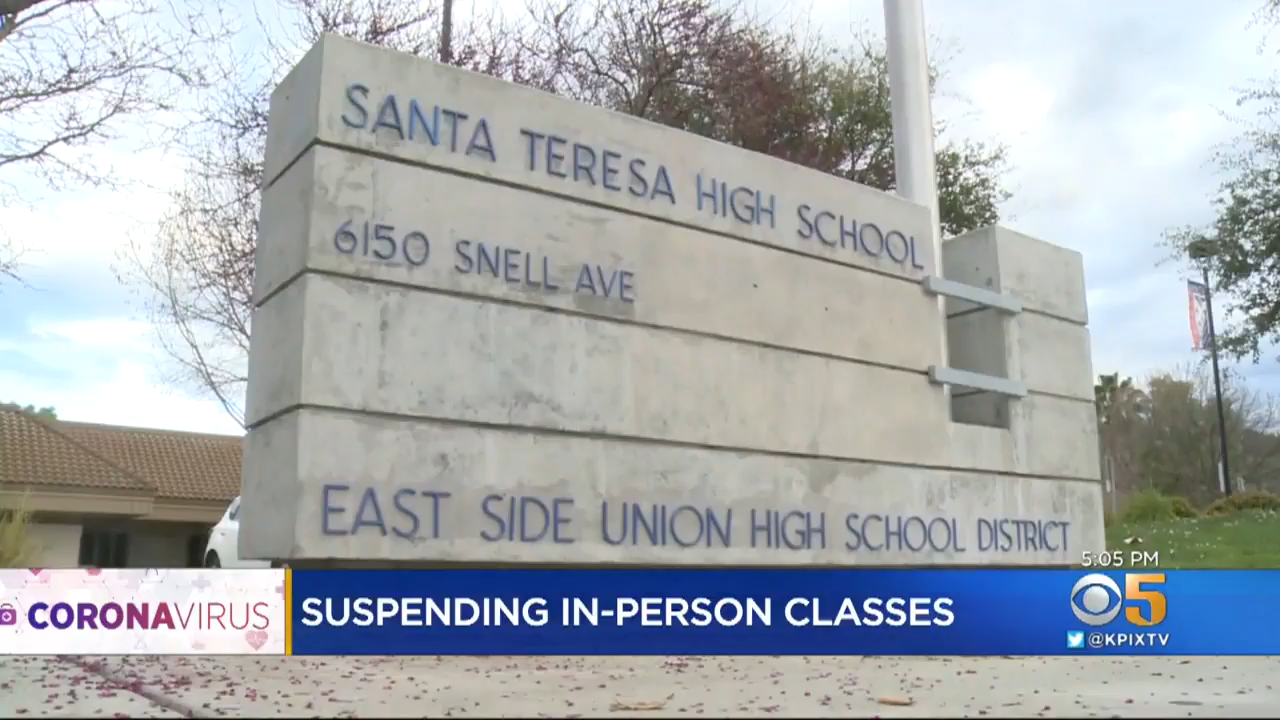 SANTA TERESA HIGH SCHOOL
6150 SNELL AVE
EAST SIDE UNION HIGH SCHOOL DISTRICT
5:05 PM
CORONAVIRUS
SUSPENDING IN-PERSON CLASSES
5
@KPIXTV